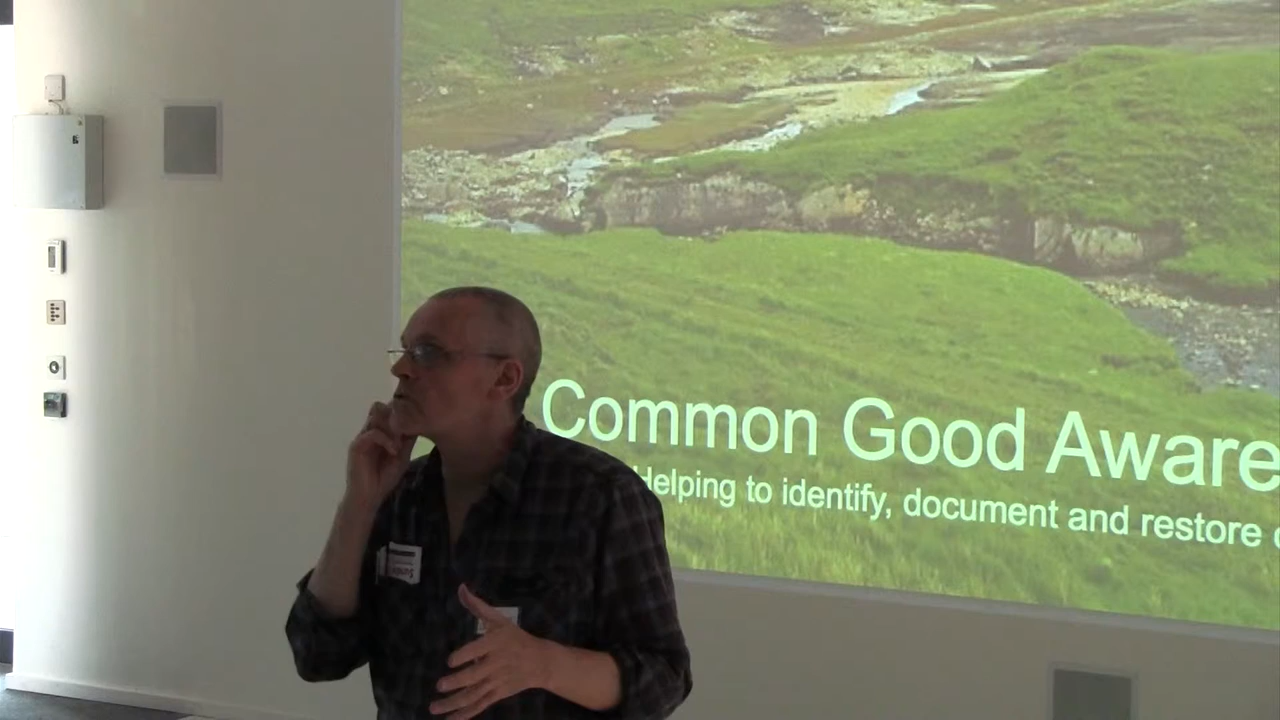 Common Good Aware
Helping to identify, document and restore